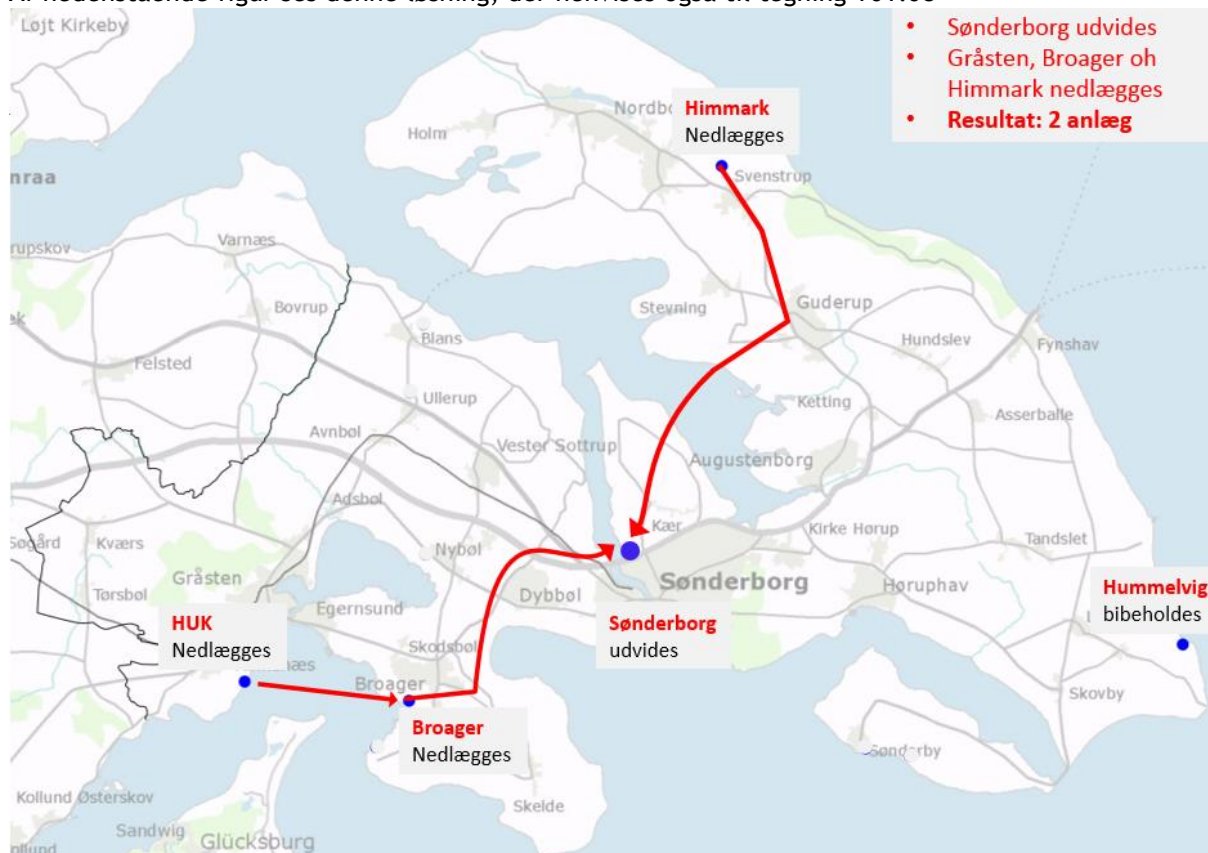 • Sønderborg udvides
• Gråsten, Broager oh
Himmark nedlægges
• Resultat: 2 anlæg
Løjt Kirkeby
Himmark
Nedlægges
Holm
Svenstrup
Varnæs
Bovrup
Stevning
Guderup
Hundslev
Fynshav
Blans
Felsted
Ullerup
Ketting
Asserballe
Avnbøl
Vester Sottrup
Augustenborg
Adsbøl
Kær
Kirke Hørup
Tandslet
Søgård
Kværs
Nybøl
Gråsten
Sønderborg
Høruphav
Hummelvig
bibeholdes
Tørsbøl
Egernsund
Dybbøl
HUK
Nedlægges
Skodsbøl
Sønderborg
udvides
Broager
Skovby
Broager
Nedlægges
Sønderby
Kollund Østerskov
Skelde
Sandwig
Glücksburg